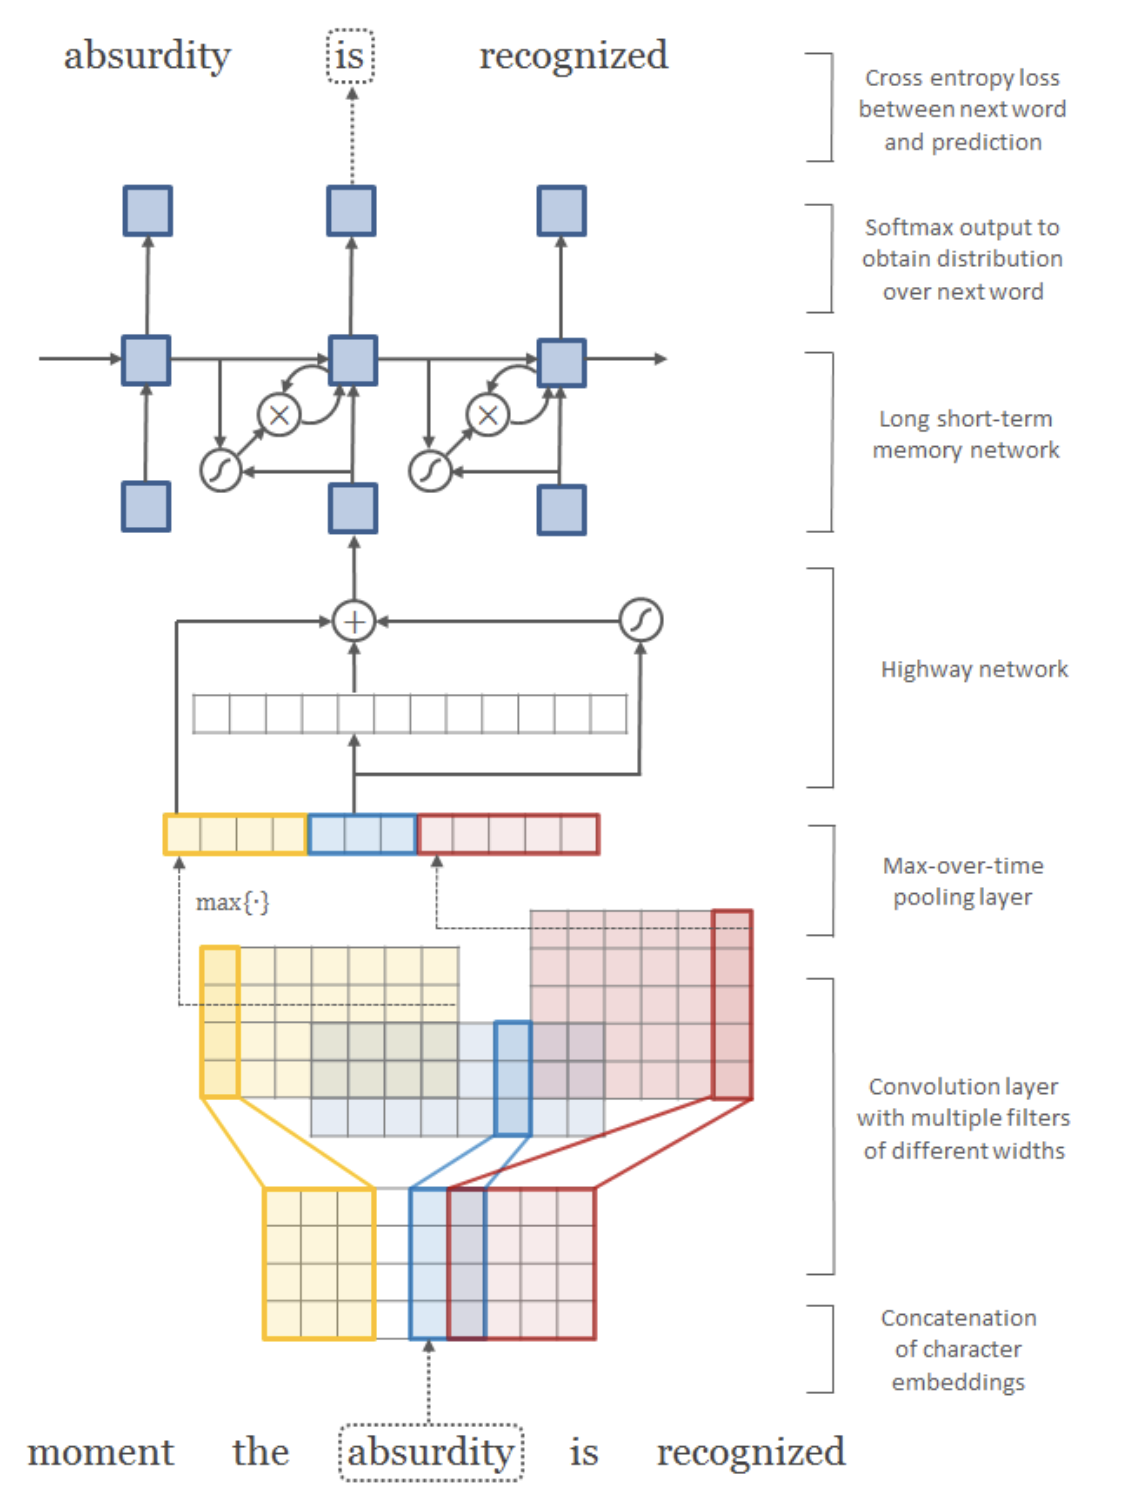 absurdity is recognized
Cross entropy loss
between next word
and prediction
Softmax output to
obtain distribution
over next word
Long short-term
memory network
Highway network
Max-over-time
pooling layer
max{·}
Convolution layer
with multiple filters
of different widths
Concatenation
of character
embeddings
moment the absurdity is recognized